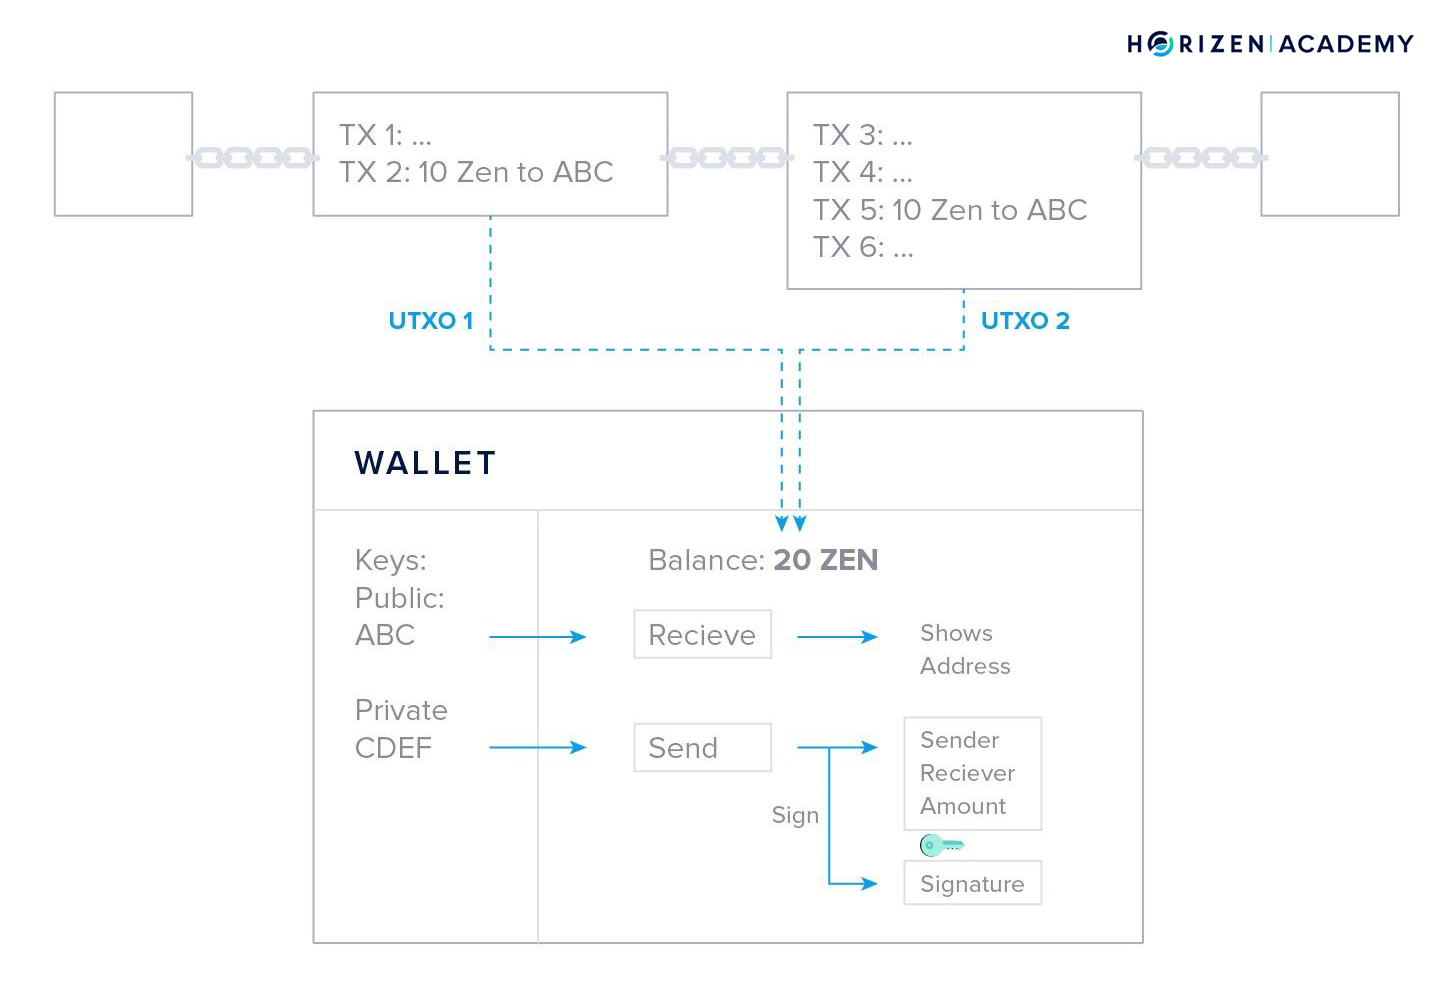 HORIZEN | ACADEMY
TX 1: ...
TX 2: 10 Zen to ABC
TX 3: ...
TX 4: ...
TX 5: 10 Zen to ABC
TX 6: ...
UTXO 1
UTXO 2
WALLET
Keys:
Public:
ABC
Private
CDEF
Balance: 20 ZEN
Recieve
Shows
Address
Send
Sign
Sender
Reciever
Amount
Signature